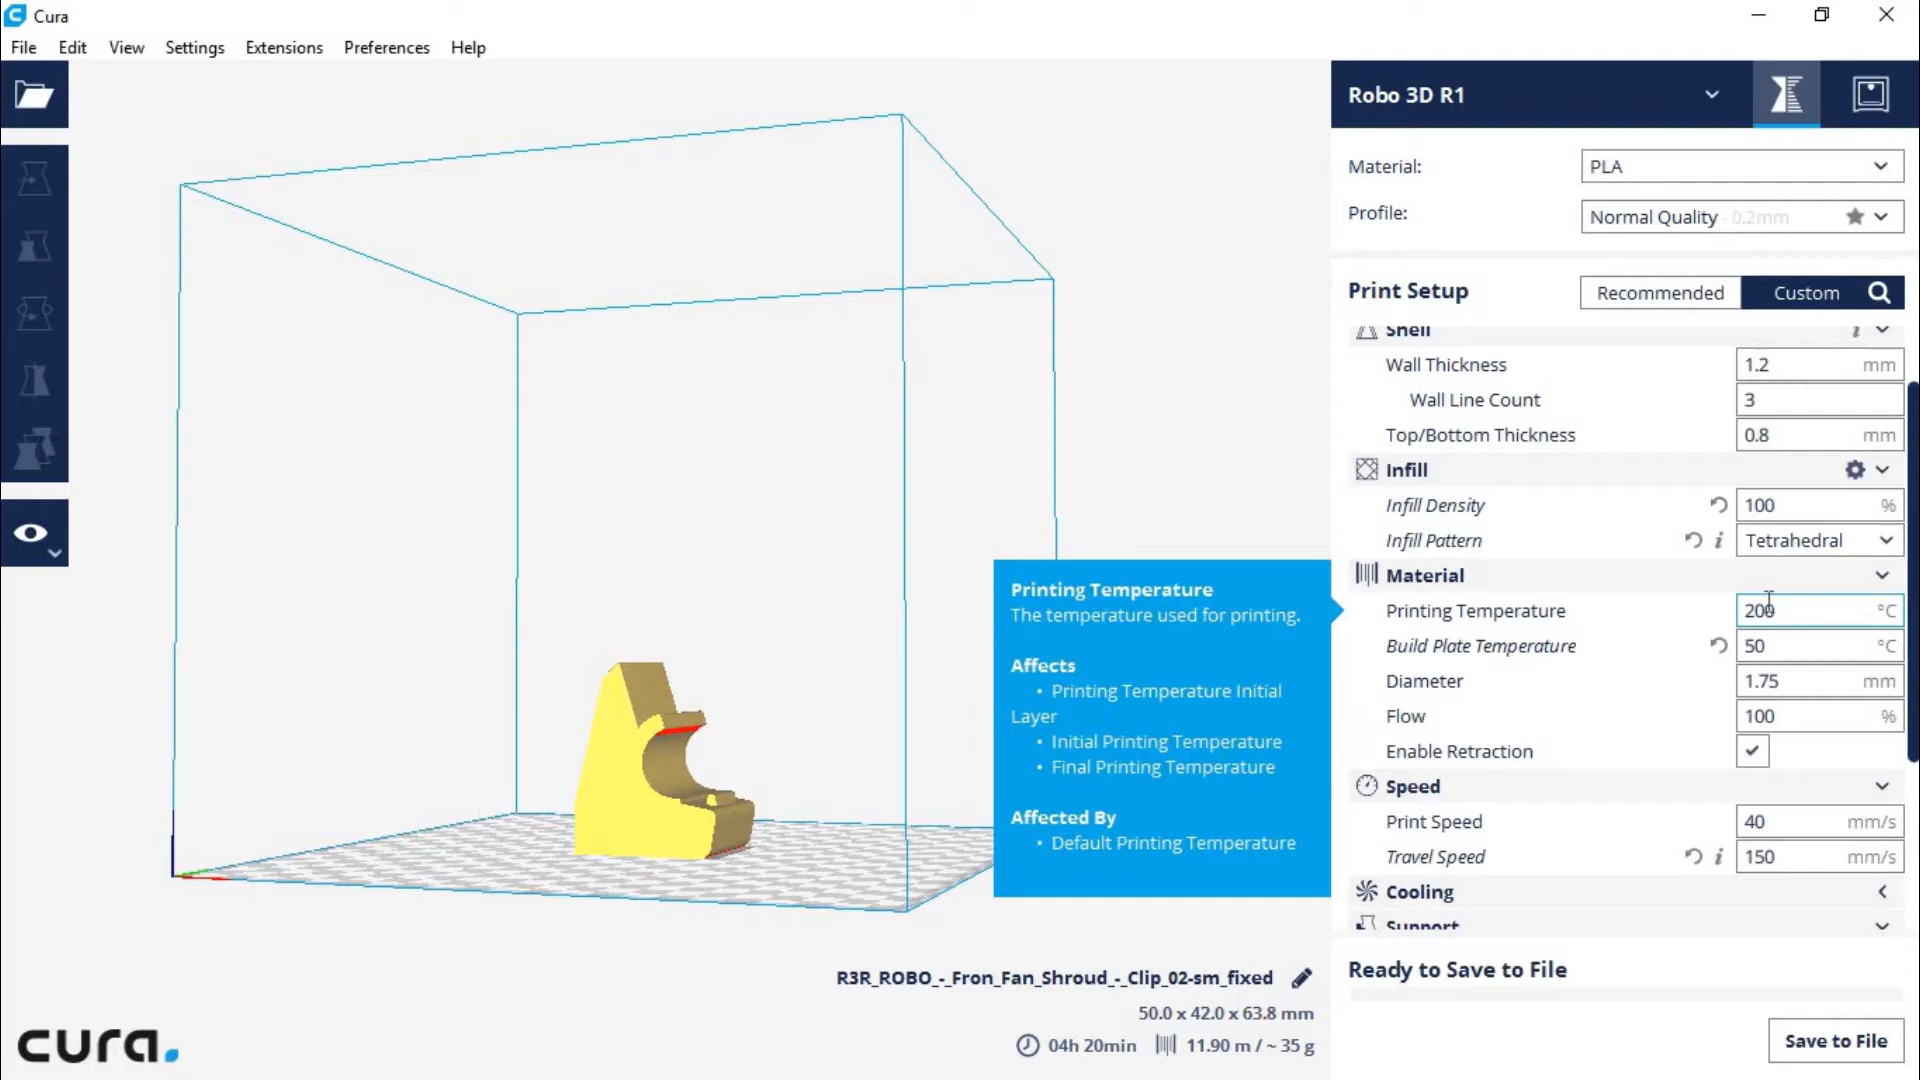 Cura
File Edit View Settings Extensions Preferences Help
Robo 3D R1
Material: PLA
Profile: Normal Quality - 0.2mm
Print Setup Recommended Custom
Shell
Wall Thickness 1.2 mm
Wall Line Count 3
Top/Bottom Thickness 0.8 mm
Infill
Infill Density 100 %
Infill Pattern Tetrahedral
Material
Printing Temperature 200 °C
Build Plate Temperature 50 °C
Diameter 1.75 mm
Flow 100 %
Enable Retraction
Speed
Print Speed 40 mm/s
Travel Speed 150 mm/s
Cooling
Support
Printing Temperature
The temperature used for printing.
Affects
• Printing Temperature Initial
Layer
• Initial Printing Temperature
• Final Printing Temperature
Affected By
• Default Printing Temperature
R3R_ROBO_-_Fron_Fan_Shroud_-_Clip_02-sm_fixed
50.0 x 42.0 x 63.8 mm
04h 20min 11.90 m / ~ 35 g
Ready to Save to File
Save to File
cura.